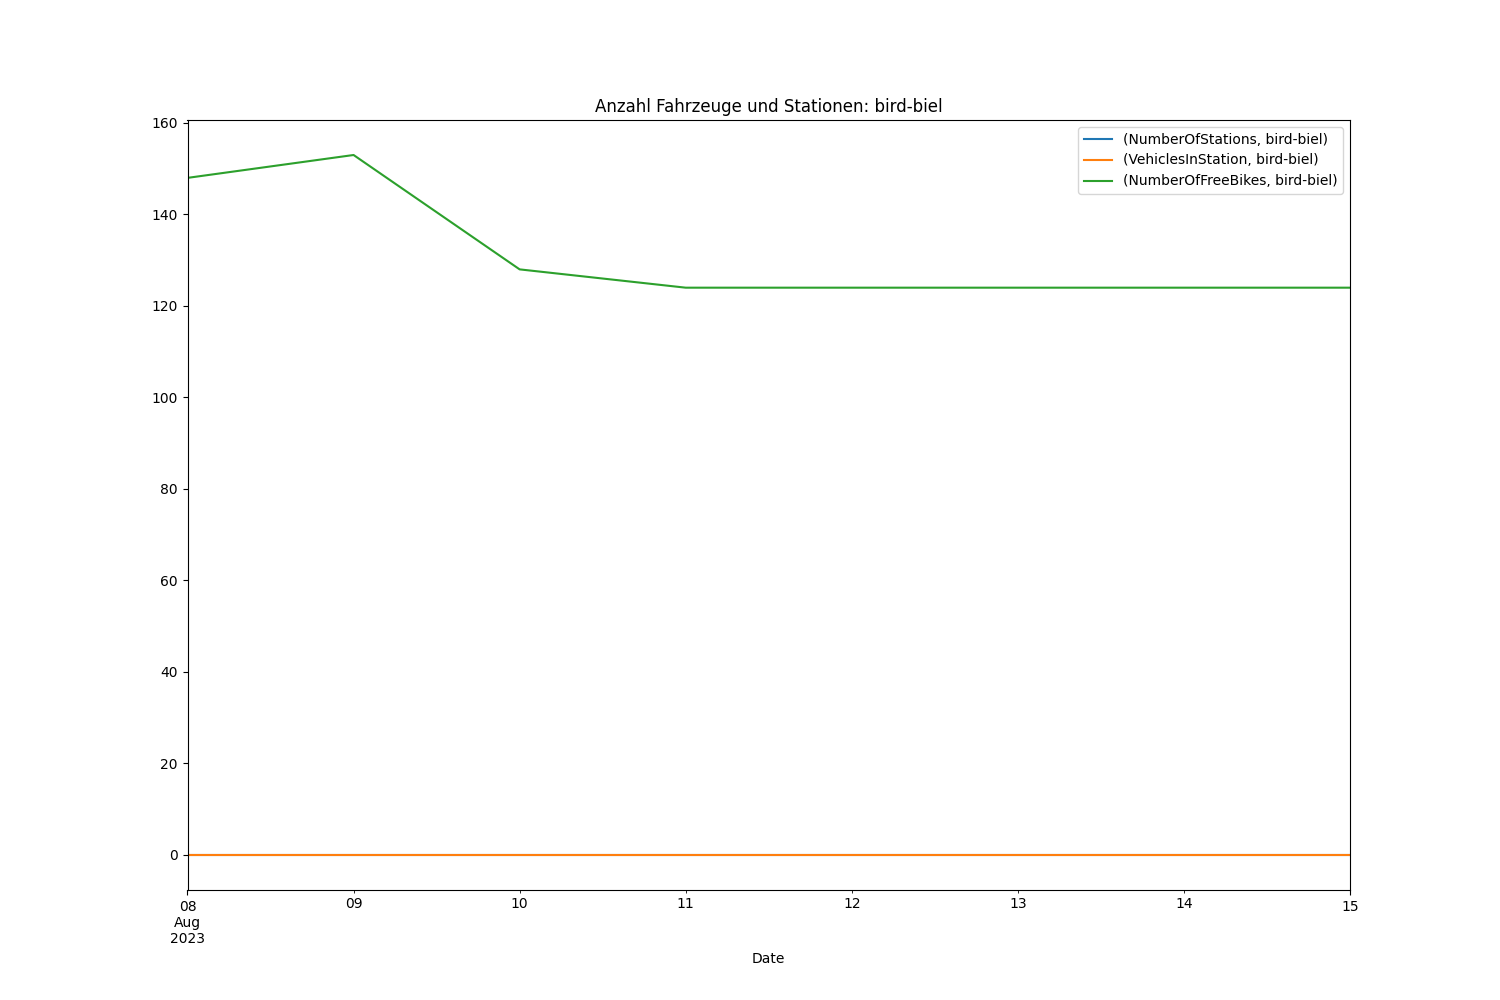 Anzahl Fahrzeuge und Stationen: bird-biel
160
140
120
100
80
60
40
20
0
(NumberOfStations, bird-biel)
(VehiclesInStation, bird-biel)
(NumberOfFreeBikes, bird-biel)
08 09 10 11 12 13 14 15
Aug
2023
Date